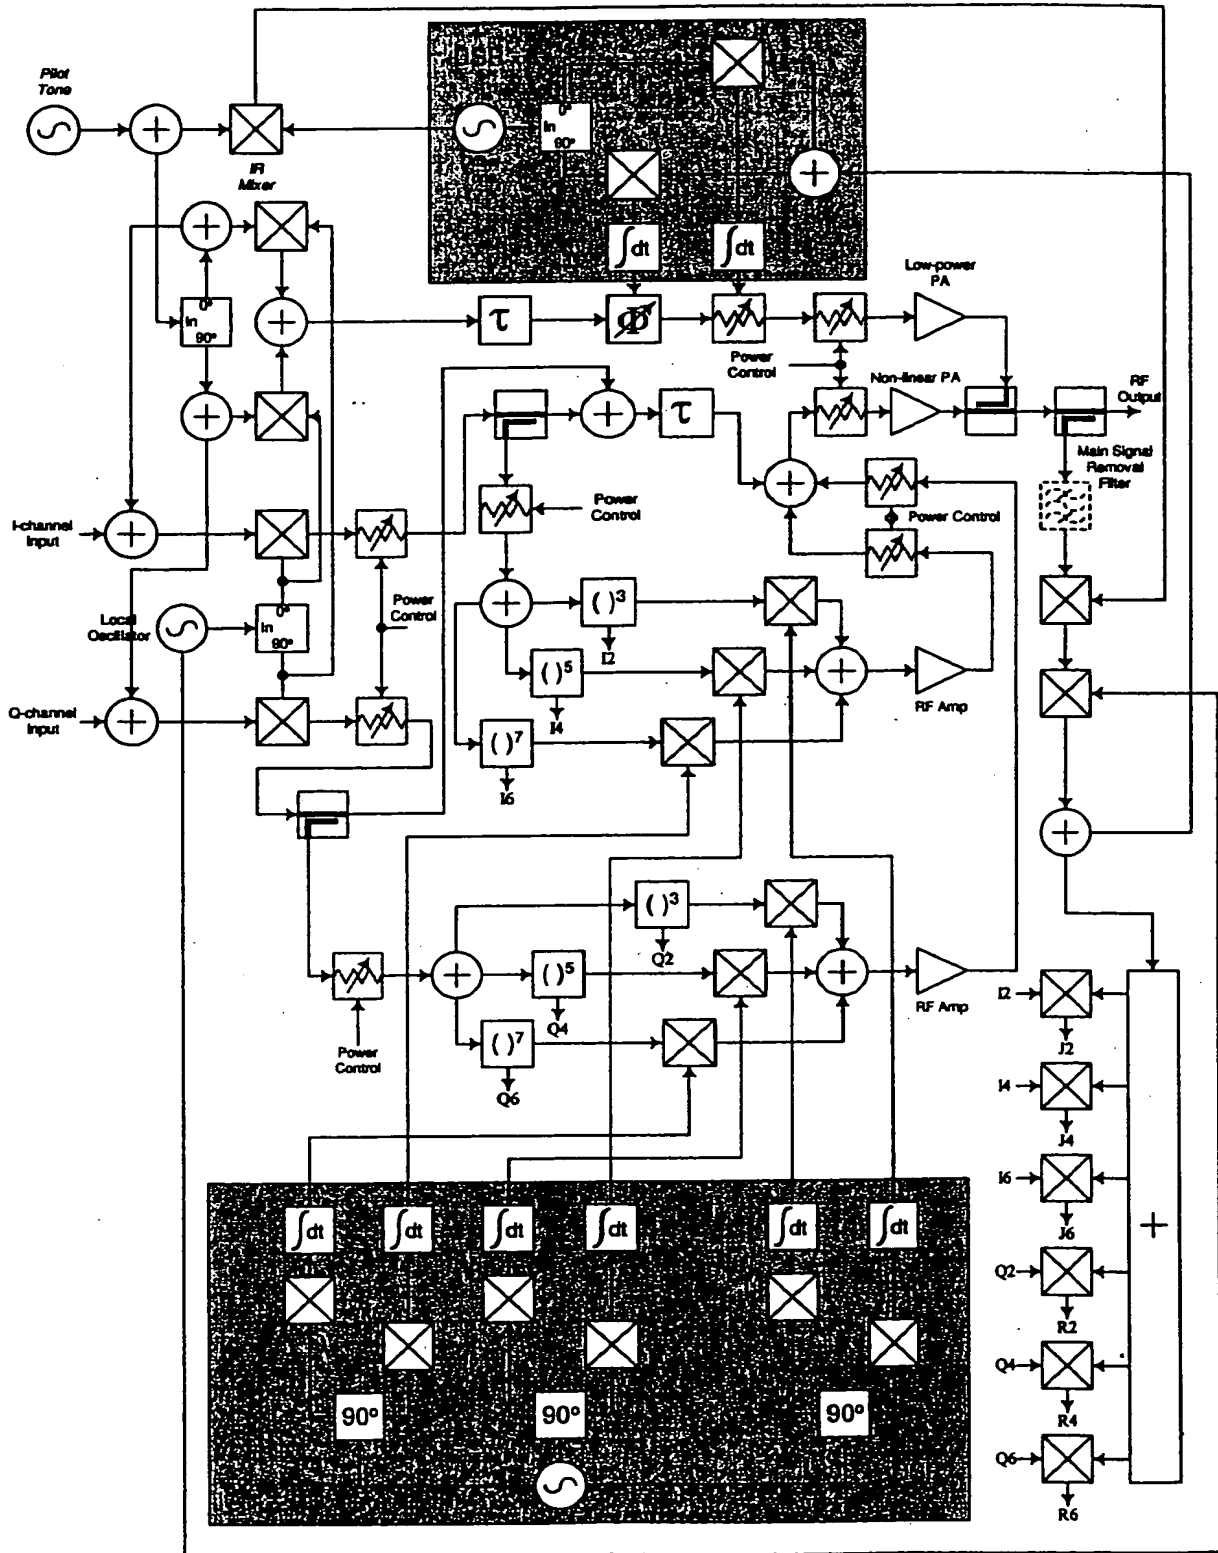 Pilot
Tone
IR
Mixer
DSP
In
0°
90°
∫dt
∫dt
Low-power
PA
In
0°
90°
τ
Φ
Power
Control
Non-linear PA
RF
Output
τ
Main Signal
Removal
Filter
Power
Control
Power Control
I-channel
Input
Local
Oscillator
In
0°
90°
Power
Control
( )3
I2
( )5
I4
RF Amp
Q-channel
Input
( )7
I6
( )3
Q2
( )5
Q4
RF Amp
( )7
Q6
Power
Control
I2
J2
I4
J4
I6
J6
Q2
R2
Q4
R4
Q6
R6
∫dt
∫dt
∫dt
∫dt
∫dt
∫dt
90°
90°
90°